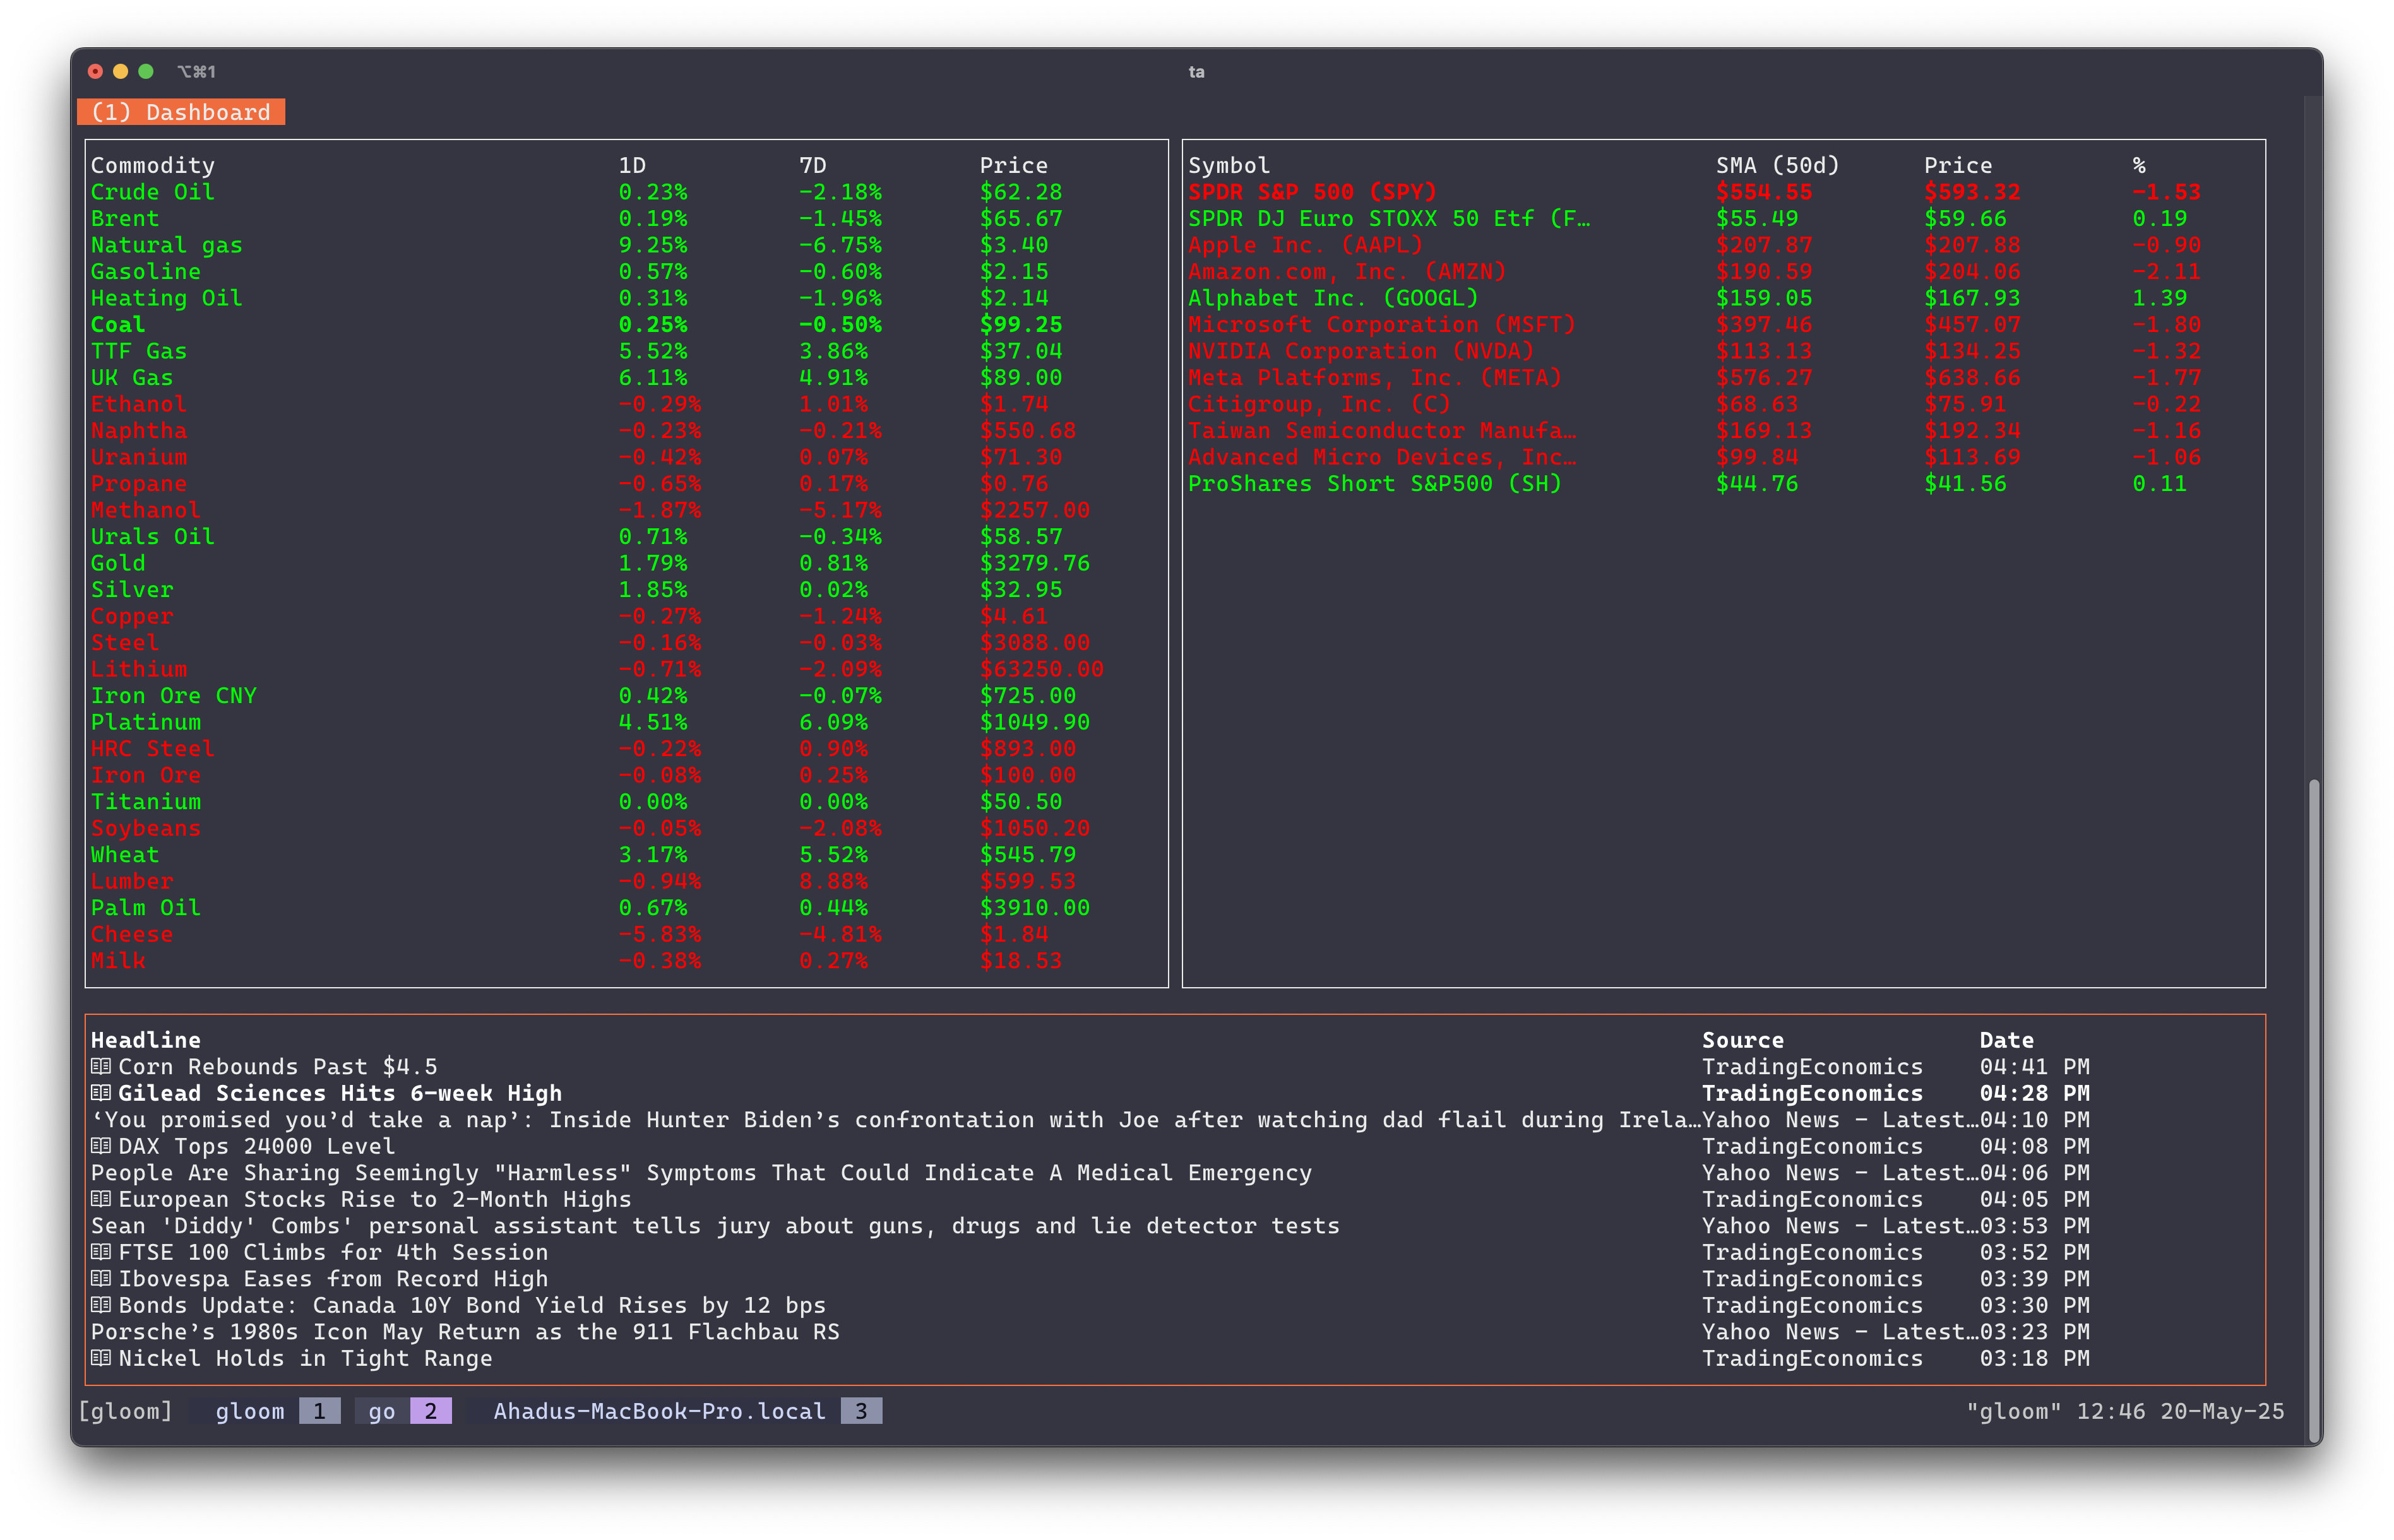 ⌥⌘1 ta
(1) Dashboard
Commodity 1D 7D Price
Crude Oil 0.23% -2.18% $62.28
Brent 0.19% -1.45% $65.67
Natural gas 9.25% -6.75% $3.40
Gasoline 0.57% -0.60% $2.15
Heating Oil 0.31% -1.96% $2.14
Coal 0.25% -0.50% $99.25
TTF Gas 5.52% 3.86% $37.04
UK Gas 6.11% 4.91% $89.00
Ethanol -0.29% 1.01% $1.74
Naphtha -0.23% -0.21% $550.68
Uranium -0.42% 0.07% $71.30
Propane -0.65% 0.17% $0.76
Methanol -1.87% -5.17% $2257.00
Urals Oil 0.71% -0.34% $58.57
Gold 1.79% 0.81% $3279.76
Silver 1.85% 0.02% $32.95
Copper -0.27% -1.24% $4.61
Steel -0.16% -0.03% $3088.00
Lithium -0.71% -2.09% $63250.00
Iron Ore CNY 0.42% -0.07% $725.00
Platinum 4.51% 6.09% $1049.90
HRC Steel -0.22% 0.90% $893.00
Iron Ore -0.08% 0.25% $100.00
Titanium 0.00% 0.00% $50.50
Soybeans -0.05% -2.08% $1050.20
Wheat 3.17% 5.52% $545.79
Lumber -0.94% 8.88% $599.53
Palm Oil 0.67% 0.44% $3910.00
Cheese -5.83% -4.81% $1.84
Milk -0.38% 0.27% $18.53
Symbol SMA (50d) Price %
SPDR S&P 500 (SPY) $554.55 $593.32 -1.53
SPDR DJ Euro STOXX 50 Etf (F… $55.49 $59.66 0.19
Apple Inc. (AAPL) $207.87 $207.88 -0.90
Amazon.com, Inc. (AMZN) $190.59 $204.06 -2.11
Alphabet Inc. (GOOGL) $159.05 $167.93 1.39
Microsoft Corporation (MSFT) $397.46 $457.07 -1.80
NVIDIA Corporation (NVDA) $113.13 $134.25 -1.32
Meta Platforms, Inc. (META) $576.27 $638.66 -1.77
Citigroup, Inc. (C) $68.63 $75.91 -0.22
Taiwan Semiconductor Manufa… $169.13 $192.34 -1.16
Advanced Micro Devices, Inc… $99.84 $113.69 -1.06
ProShares Short S&P500 (SH) $44.76 $41.56 0.11
Headline Source Date
Corn Rebounds Past $4.5 TradingEconomics 04:41 PM
Gilead Sciences Hits 6-week High TradingEconomics 04:28 PM
‘You promised you’d take a nap’: Inside Hunter Biden’s confrontation with Joe after watching dad flail during Irela… Yahoo News - Latest… 04:10 PM
DAX Tops 24000 Level TradingEconomics 04:08 PM
People Are Sharing Seemingly "Harmless" Symptoms That Could Indicate A Medical Emergency Yahoo News - Latest… 04:06 PM
European Stocks Rise to 2-Month Highs TradingEconomics 04:05 PM
Sean 'Diddy' Combs' personal assistant tells jury about guns, drugs and lie detector tests Yahoo News - Latest… 03:53 PM
FTSE 100 Climbs for 4th Session TradingEconomics 03:52 PM
Ibovespa Eases from Record High TradingEconomics 03:39 PM
Bonds Update: Canada 10Y Bond Yield Rises by 12 bps TradingEconomics 03:30 PM
Porsche’s 1980s Icon May Return as the 911 Flachbau RS Yahoo News - Latest… 03:23 PM
Nickel Holds in Tight Range TradingEconomics 03:18 PM
[gloom] gloom 1 go 2 Ahadus-MacBook-Pro.local 3 "gloom" 12:46 20-May-25